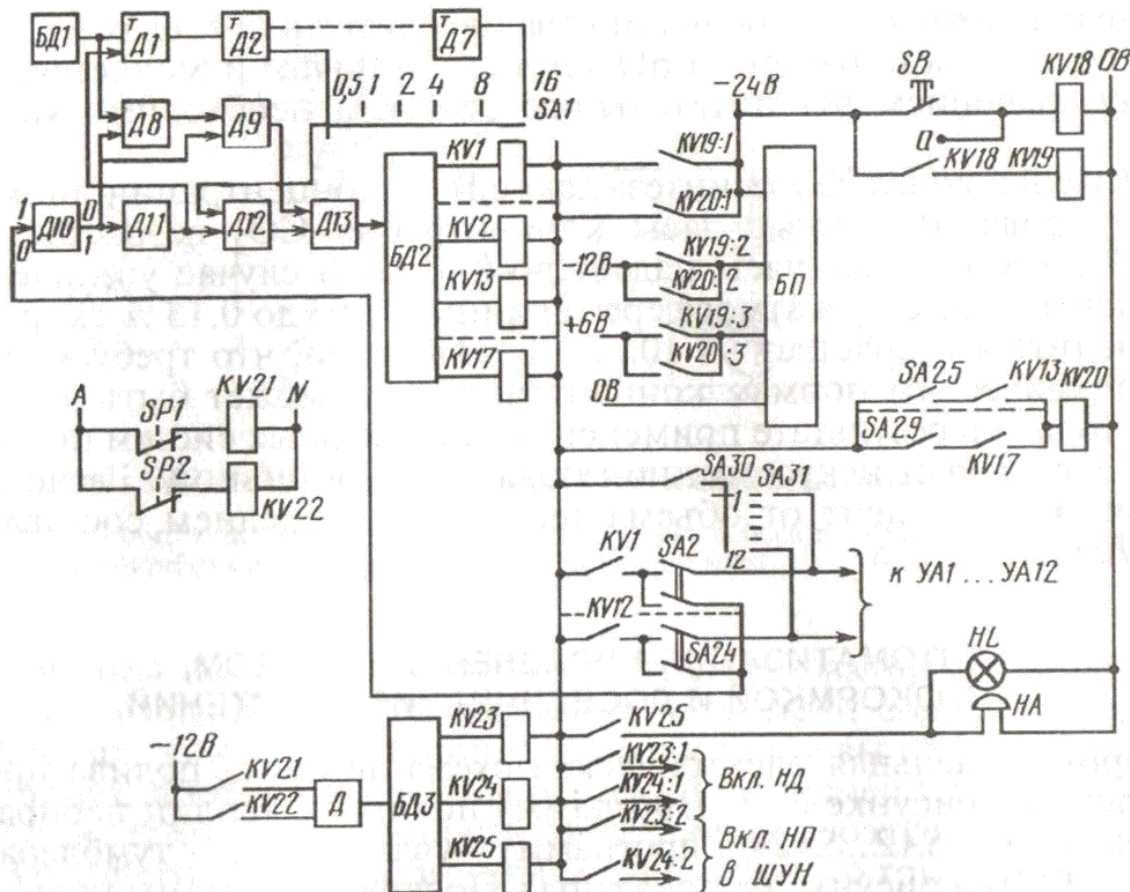 БД1
Т Д1
Т Д2
Т Д7
Д8
Д9
0,5 1 2 4 8 16
SA1
-24В
SB
KV18
0В
a
KV18
KV19
1
0
Д10
0
1
Д11
Д12
Д13
БД2
KV1
KV2
KV13
KV17
KV19:1
KV20:1
-12В
KV19:2
KV20:2
+6В
KV19:3
KV20:3
0В
БП
A
SP1
KV21
N
SP2
KV22
SA25
KV13
KV20
SA29
KV17
SA30
SA31
1
12
KV1
SA2
KV12
SA24
к YA1...YA12
HL
HA
-12В
KV21
KV22
Д
БД3
KV23
KV24
KV25
KV25
KV23:1
KV24:1
Вкл. НД
KV23:2
KV24:2
Вкл. НП
в ШУН